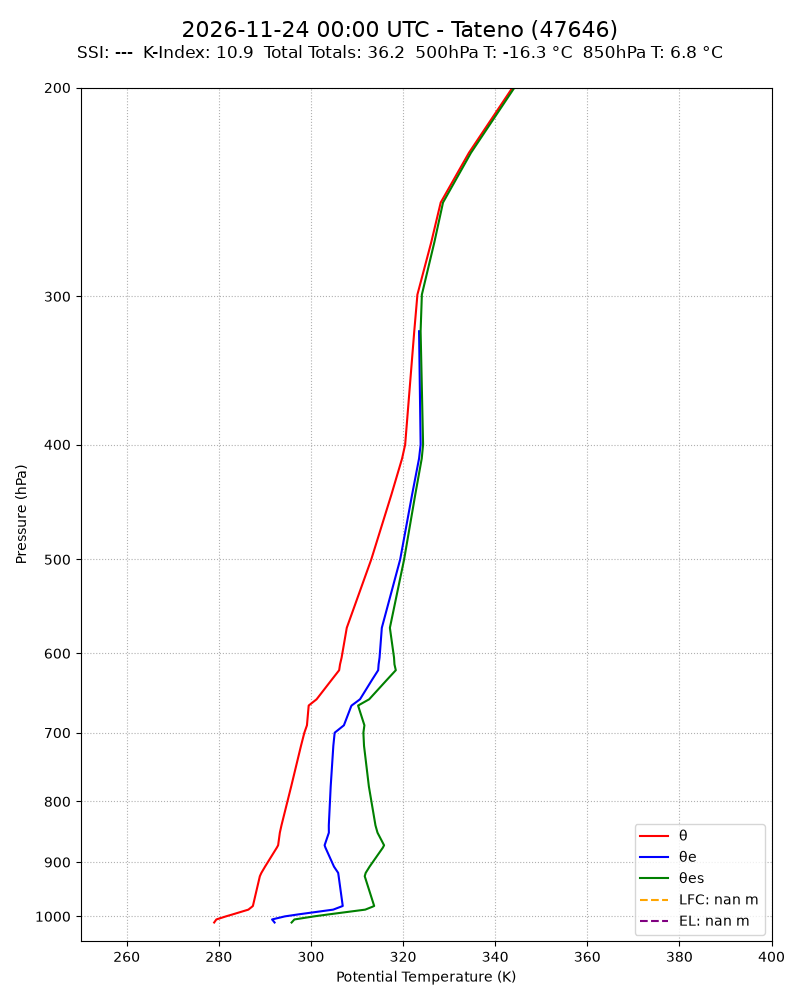 2026-11-24 00:00 UTC - Tateno (47646)
SSI: ---  K-Index: 10.9  Total Totals: 36.2  500hPa T: -16.3 °C  850hPa T: 6.8 °C
200
300
400
500
600
700
800
900
1000
Pressure (hPa)
θ
θe
θes
LFC: nan m
EL: nan m
260 280 300 320 340 360 380 400
Potential Temperature (K)